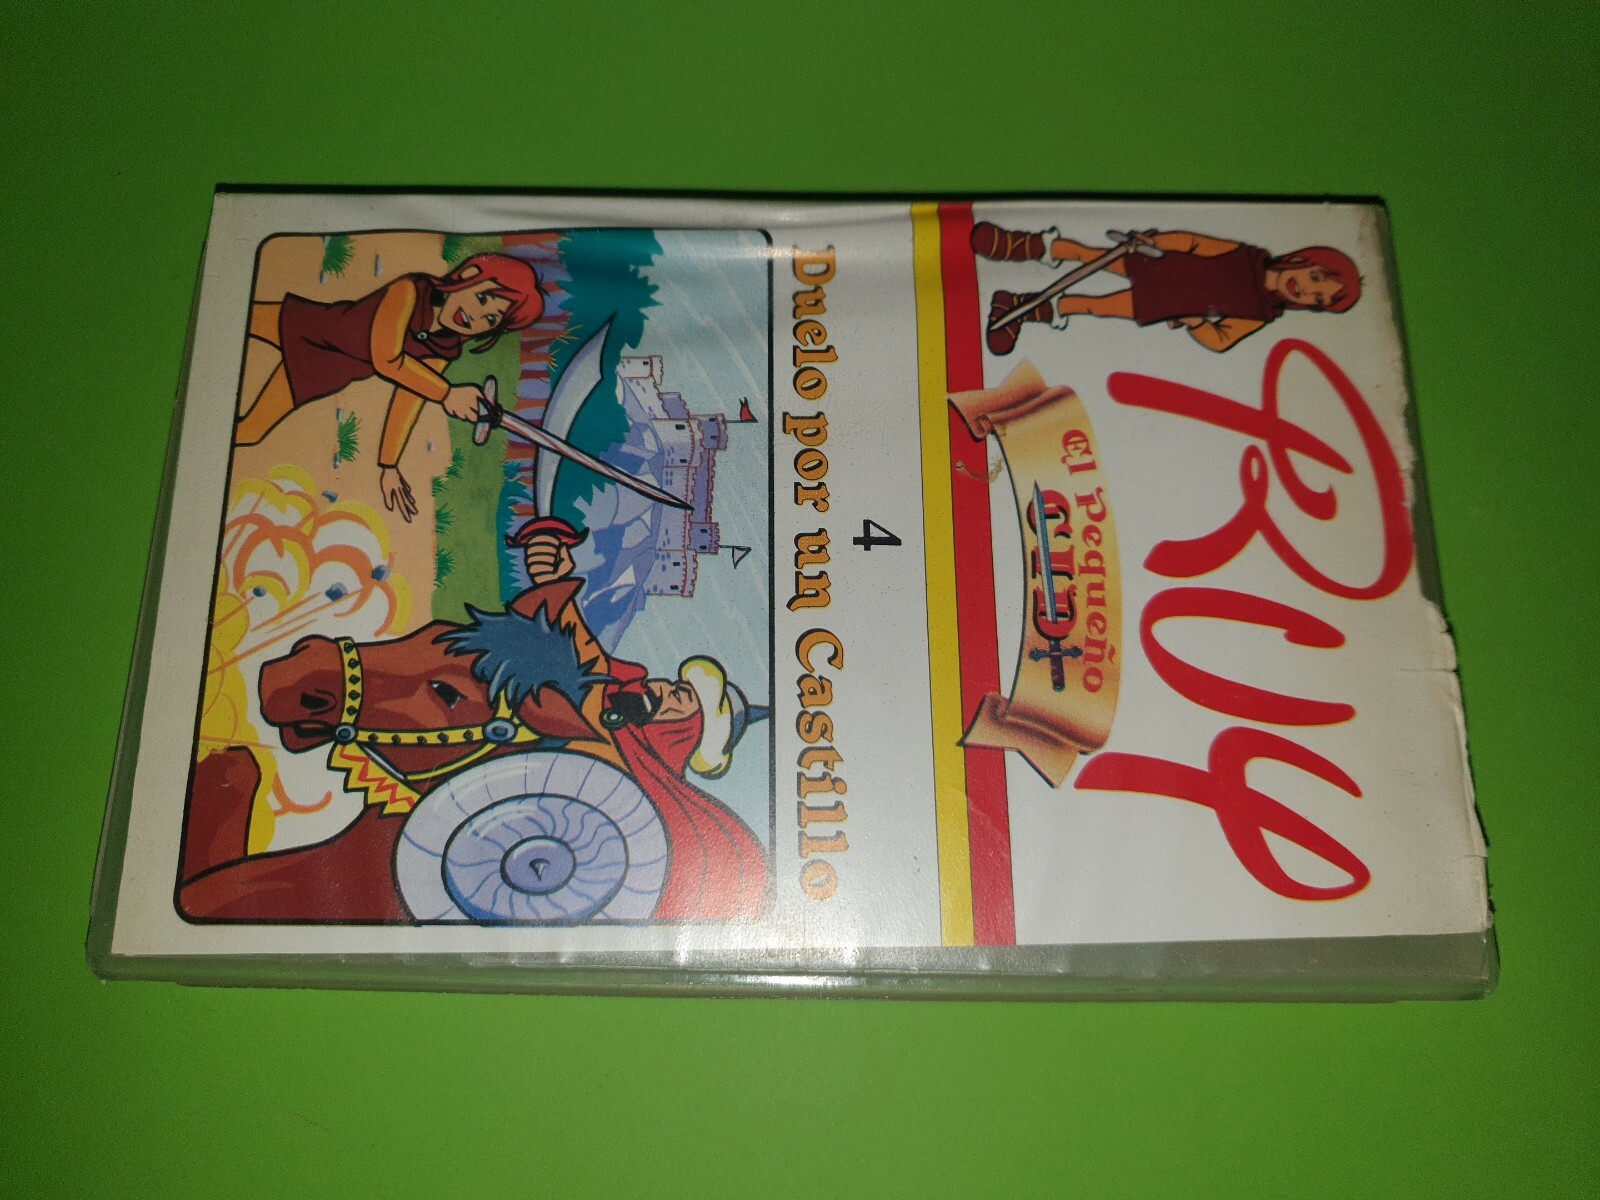 Ruy
El Pequeño
CID
4
Duelo por un Castillo